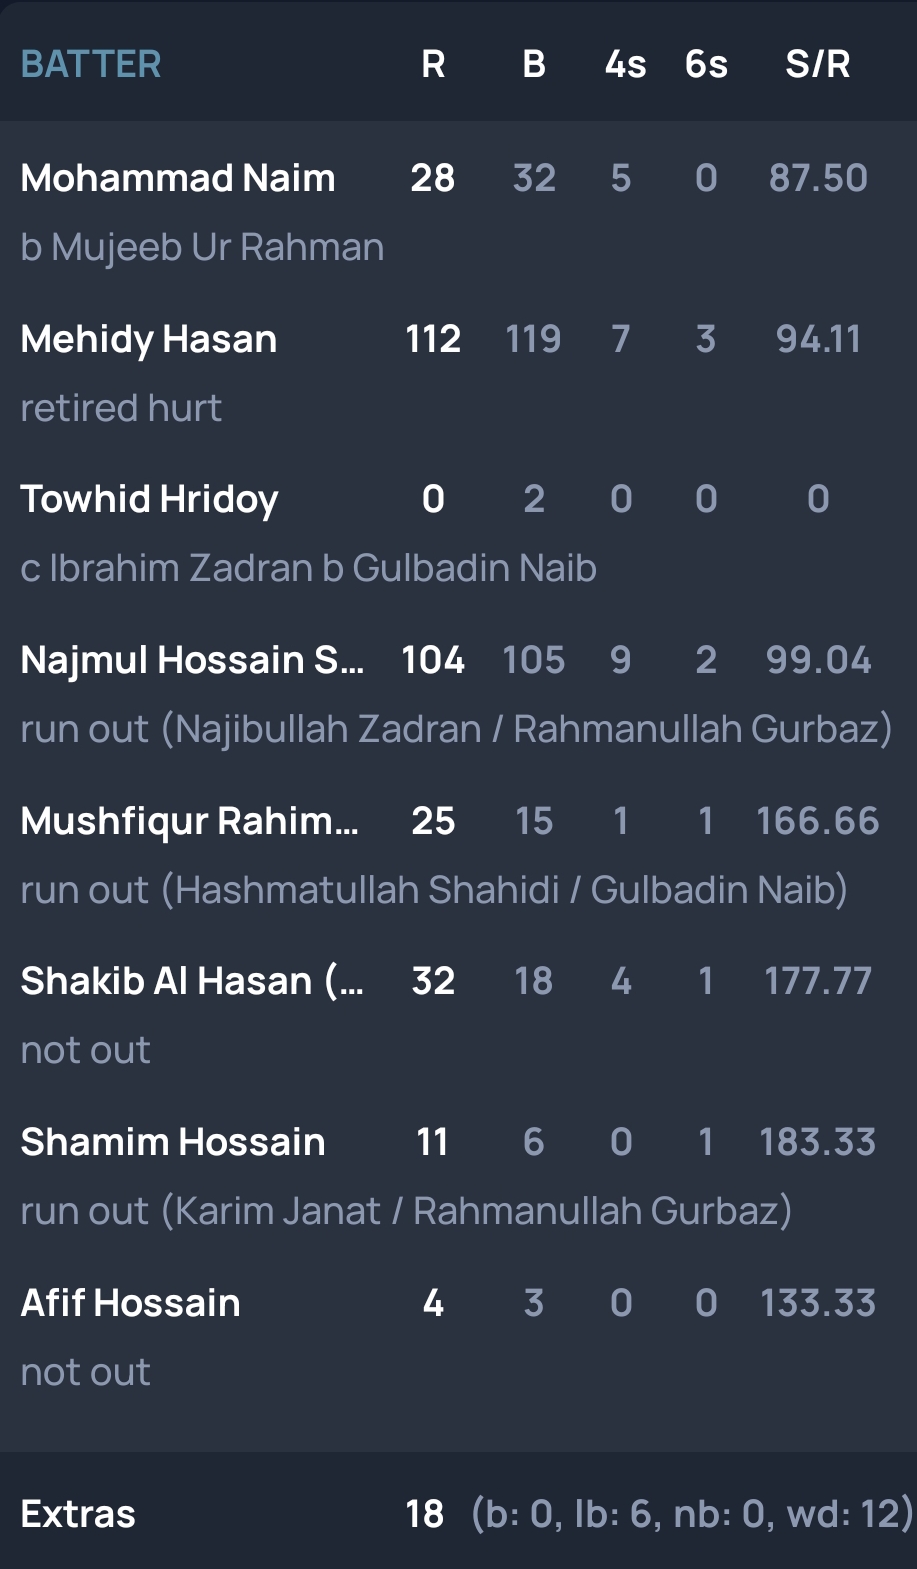 BATTER R B 4s 6s S/R
Mohammad Naim 28 32 5 0 87.50
b Mujeeb Ur Rahman
Mehidy Hasan 112 119 7 3 94.11
retired hurt
Towhid Hridoy 0 2 0 0 0
c Ibrahim Zadran b Gulbadin Naib
Najmul Hossain S... 104 105 9 2 99.04
run out (Najibullah Zadran / Rahmanullah Gurbaz)
Mushfiqur Rahim... 25 15 1 1 166.66
run out (Hashmatullah Shahidi / Gulbadin Naib)
Shakib Al Hasan (... 32 18 4 1 177.77
not out
Shamim Hossain 11 6 0 1 183.33
run out (Karim Janat / Rahmanullah Gurbaz)
Afif Hossain 4 3 0 0 133.33
not out
Extras 18 (b: 0, lb: 6, nb: 0, wd: 12)